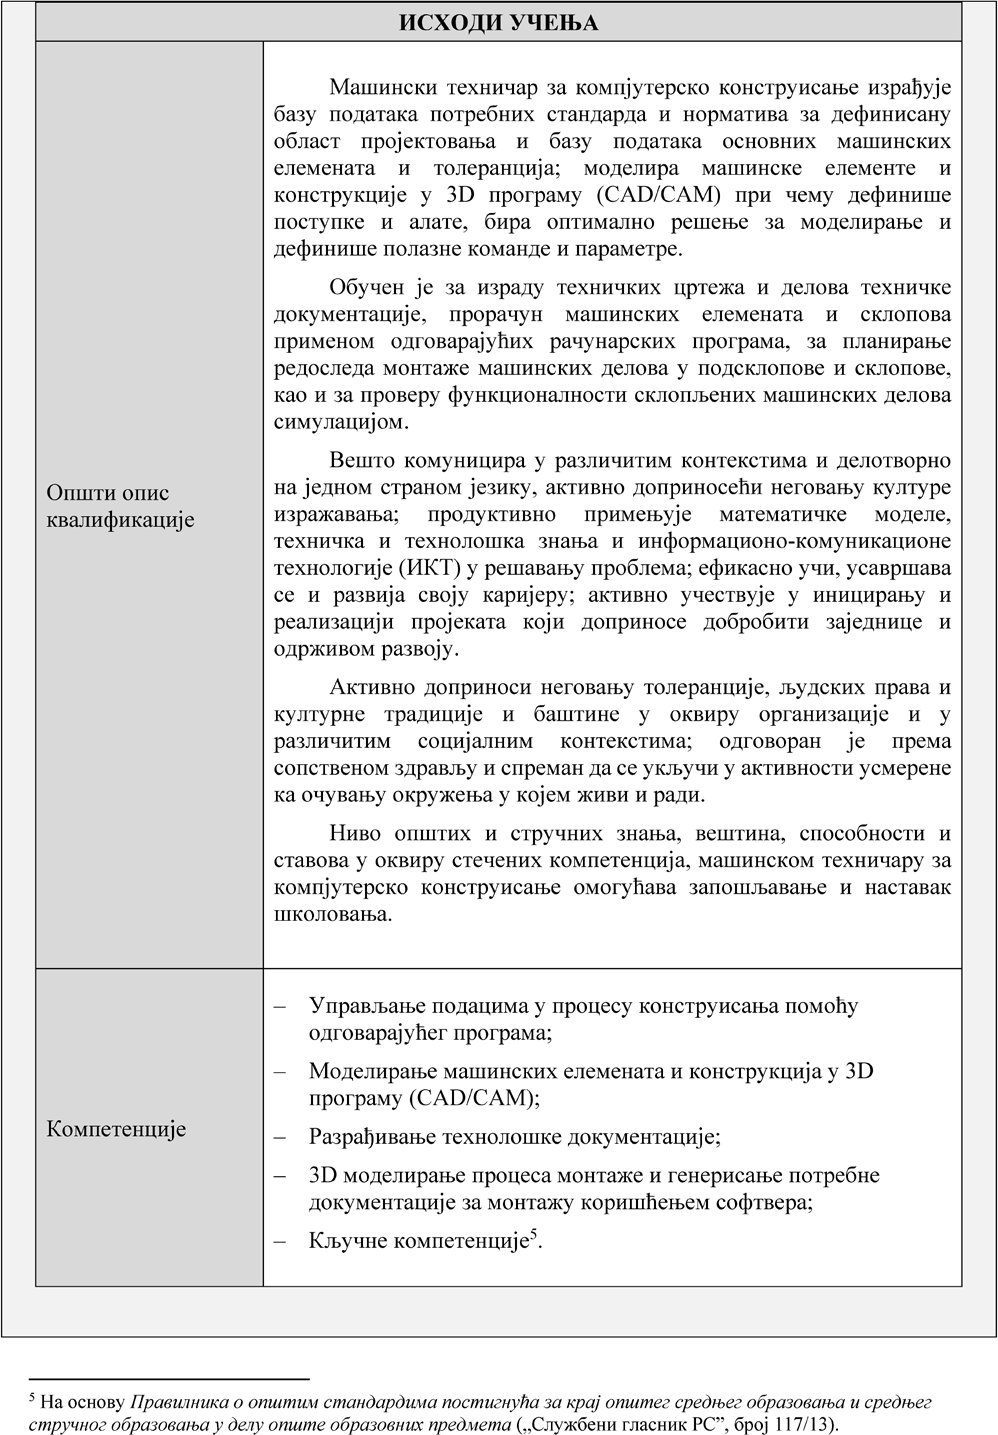 ИСХОДИ УЧЕЊА
Општи опис
квалификације
Машински техничар за компјутерско конструисање израђује
базу података потребних стандарда и норматива за дефинисану
област пројектовања и базу података основних машинских
елемената и толеранција; моделира машинске елементе и
конструкције у 3D програму (CAD/CAM) при чему дефинише
поступке и алате, бира оптимално решење за моделирање и
дефинише полазне команде и параметре.
Обучен је за израду техничких цртежа и делова техничке
документације, прорачун машинских елемената и склопова
применом одговарајућих рачунарских програма, за планирање
редоследа монтаже машинских делова у подсклопове и склопове,
као и за проверу функционалности склопљених машинских делова
симулацијом.
Вешто комуницира у различитим контекстима и делотворно
на једном страном језику, активно доприносећи неговању културе
изражавања; продуктивно примењује математичке моделе,
техничка и технолошка знања и информационо-комуникационе
технологије (ИКТ) у решавању проблема; ефикасно учи, усавршава
се и развија своју каријеру; активно учествује у иницирању и
реализацији пројеката који доприносе добробити заједнице и
одрживом развоју.
Активно доприноси неговању толеранције, људских права и
културне традиције и баштине у оквиру организације и у
различитим социјалним контекстима; одговоран је према
сопственом здрављу и спреман да се укључи у активности усмерене
ка очувању окружења у којем живи и ради.
Ниво општих и стручних знања, вештина, способности и
ставова у оквиру стечених компетенција, машинском техничару за
компјутерско конструисање омогућава запошљавање и наставак
школовања.
Компетенције
– Управљање подацима у процесу конструисања помоћу
одговарајућег програма;
– Моделирање машинских елемената и конструкција у 3D
програму (CAD/CAM);
– Разрађивање технолошке документације;
– 3D моделирање процеса монтаже и генерисање потребне
документације за монтажу коришћењем софтвера;
– Кључне компетенције⁵.
⁵ На основу Правилника о општим стандардима постигнућа за крај општег средњег образовања и средњег
стручног образовања у делу опште образовних предмета („Службени гласник РС”, број 117/13).